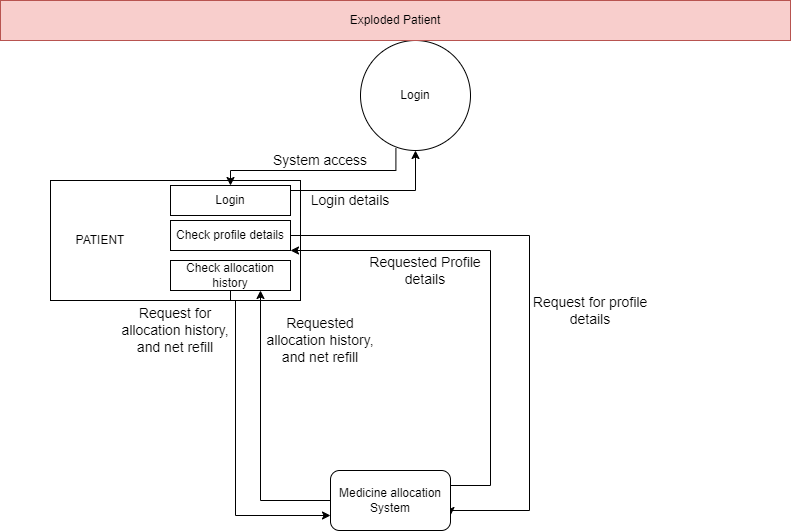 Exploded Patient
Login
System access
Login
Login details
PATIENT
Check profile details
Requested Profile
details
Check allocation
history
Request for profile
details
Request for
allocation history,
and net refill
Requested
allocation history,
and net refill
Medicine allocation
System